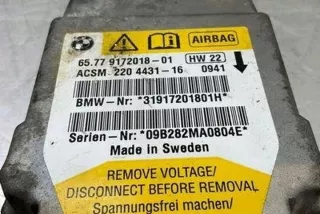 BMW
AIRBAG
65.77 9172018-01
HW 22
ACSM 220 4431-16
0941
BMW-Nr: *31917201801H*
Serien-Nr: *09B282MA0804E*
Made in Sweden
REMOVE VOLTAGE/
DISCONNECT BEFORE REMOVAL
Spannungsfrei machen/